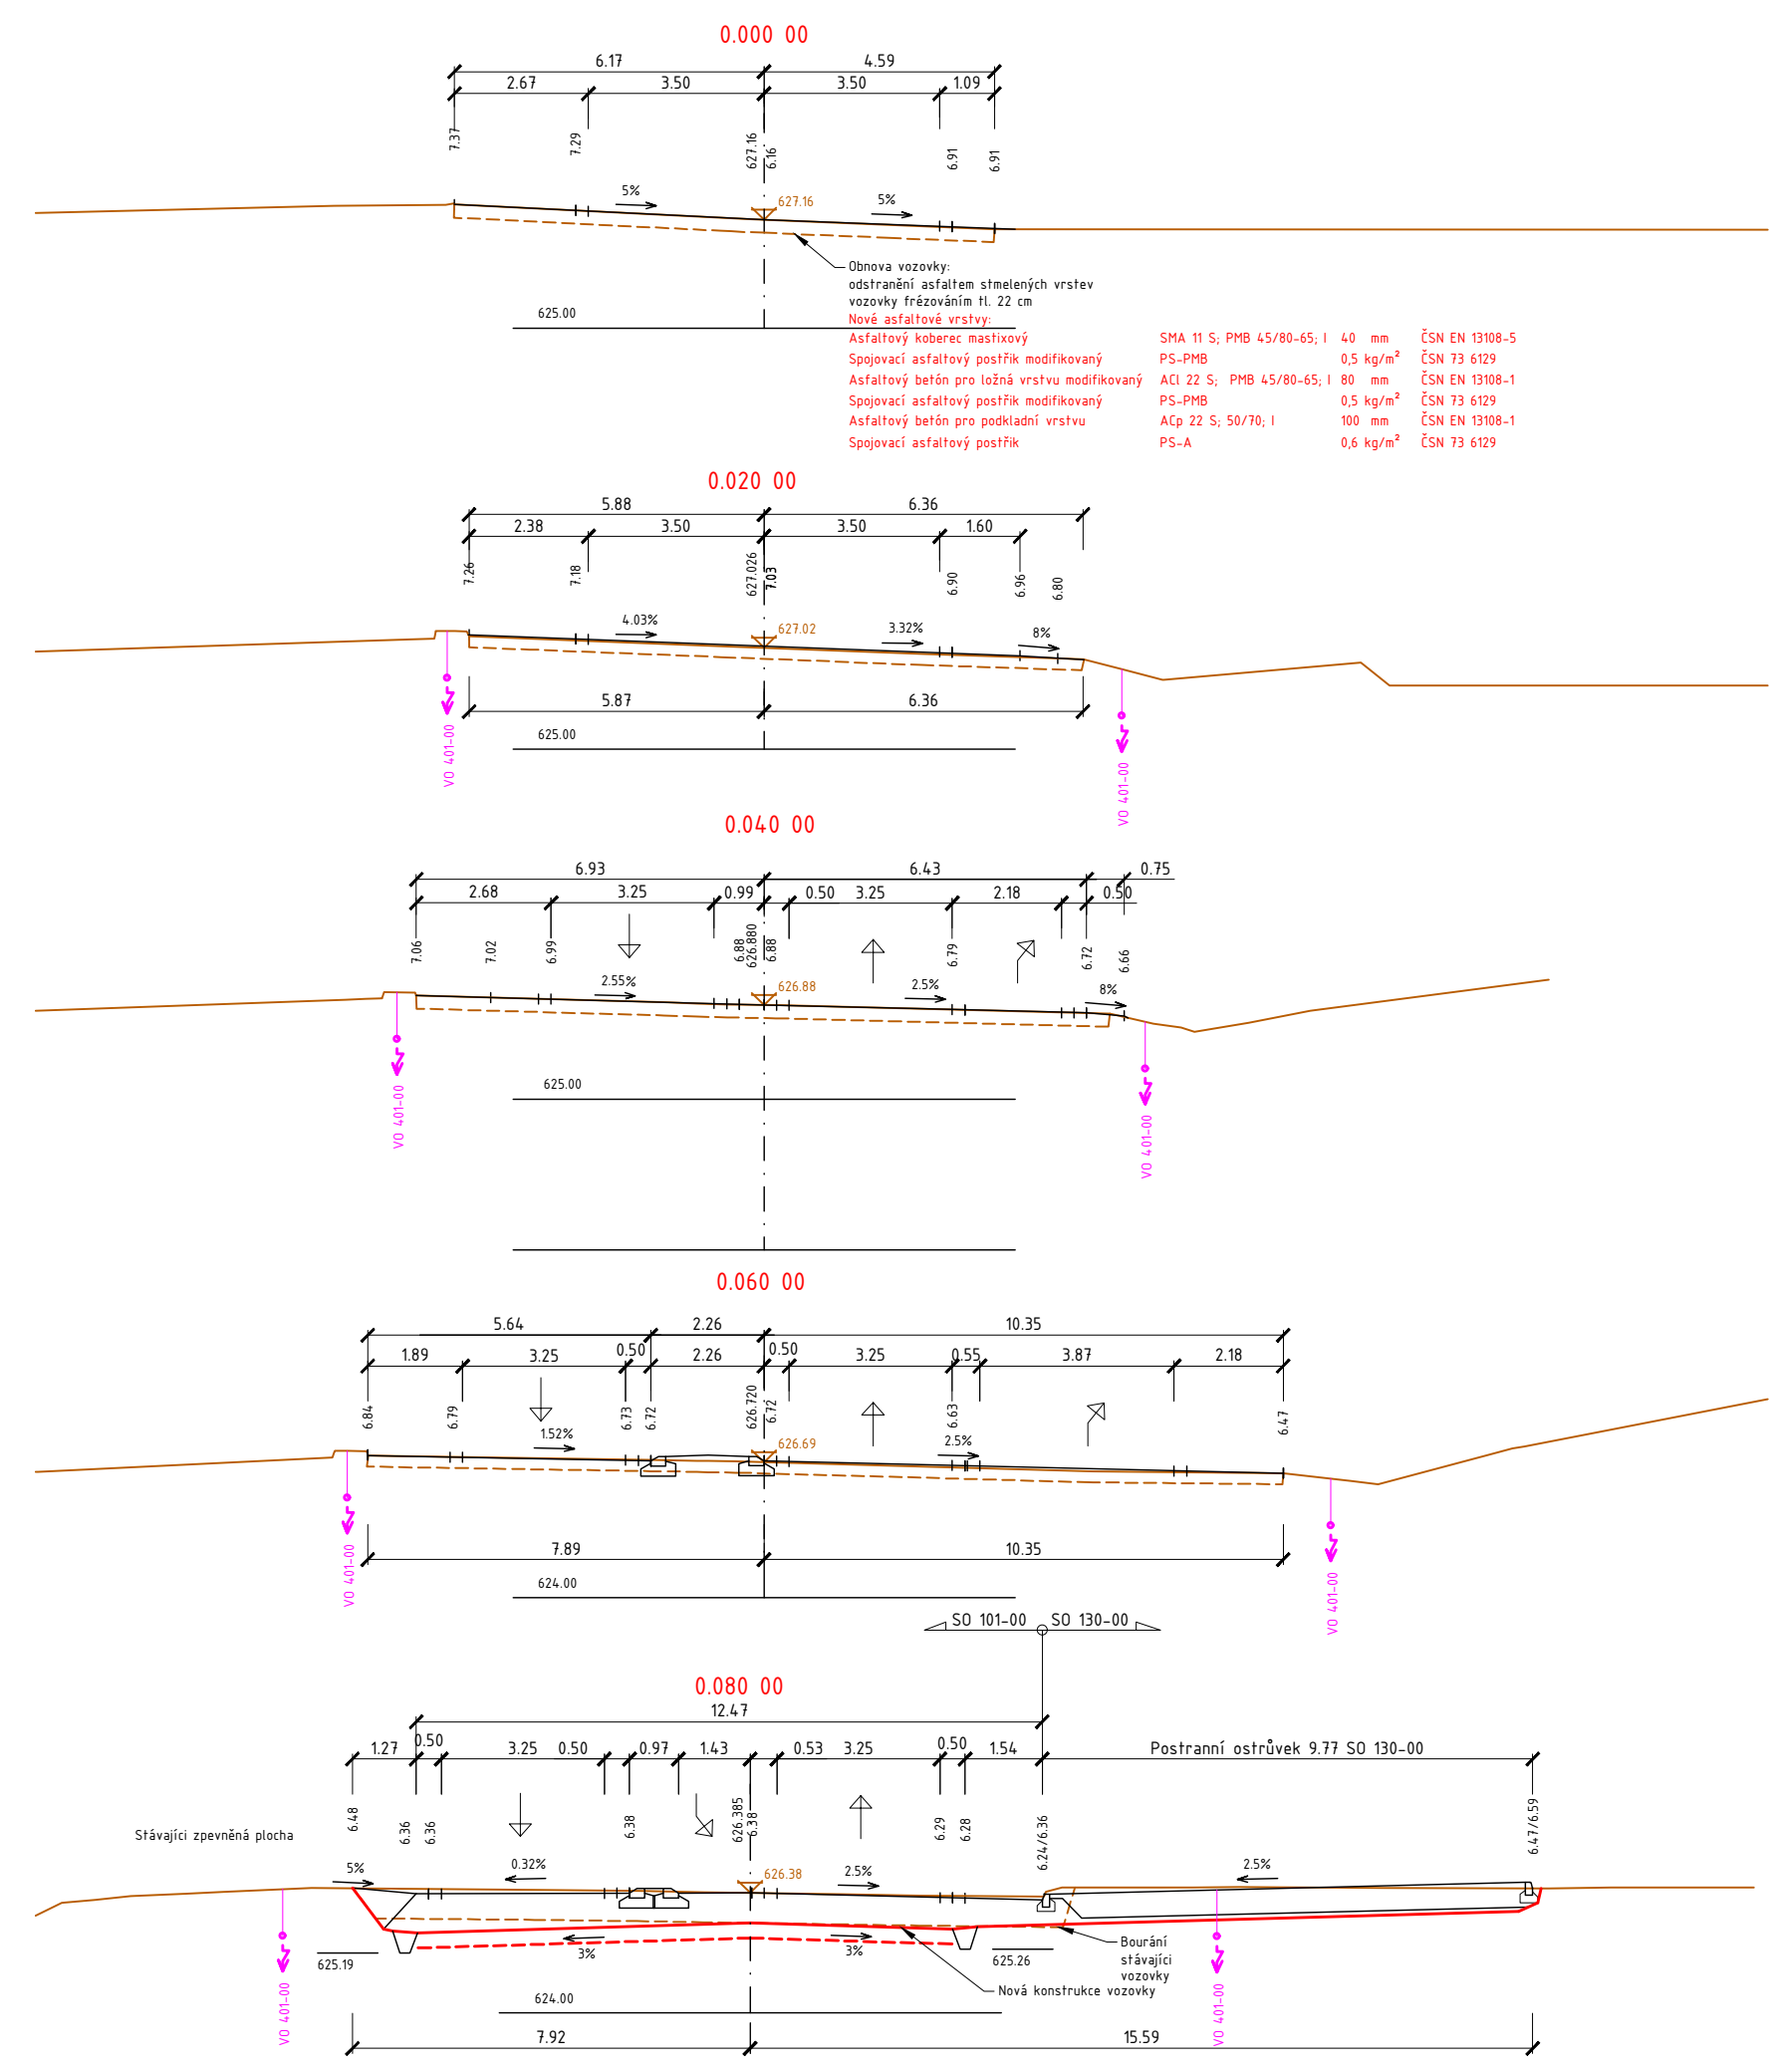 0.000 00
6.17 4.59
2.67 3.50 3.50 1.09
7.37 7.29 627.16 6.16 6.91 6.91
5% 627.16 5%
Obnova vozovky:
odstranění asfaltem stmelených vrstev
vozovky frézováním tl. 22 cm
625.00
Nové asfaltové vrstvy:
Asfaltový koberec mastixový SMA 11 S; PMB 45/80-65; I 40 mm ČSN EN 13108-5
Spojovací asfaltový postřik modifikovaný PS-PMB 0,5 kg/m² ČSN 73 6129
Asfaltový betón pro ložná vrstvu modifikovaný ACl 22 S; PMB 45/80-65; I 80 mm ČSN EN 13108-1
Spojovací asfaltový postřik modifikovaný PS-PMB 0,5 kg/m² ČSN 73 6129
Asfaltový betón pro podkladní vrstvu ACp 22 S; 50/70; I 100 mm ČSN EN 13108-1
Spojovací asfaltový postřik PS-A 0,6 kg/m² ČSN 73 6129
0.020 00
5.88 6.36
2.38 3.50 3.50 1.60
7.26 7.18 627.026 7.03 6.90 6.96 6.80
4.03% 627.02 3.32% 8%
5.87 6.36
625.00
VO 401-00
VO 401-00
0.040 00
6.93 6.43 0.75
2.68 3.25 0.99 0.50 3.25 2.18 0.50
7.06 7.02 6.99 6.88 626.880 6.88 6.79 6.72 6.66
2.55% 626.88 2.5% 8%
625.00
VO 401-00
VO 401-00
0.060 00
5.64 2.26 10.35
1.89 3.25 0.50 2.26 0.50 3.25 0.55 3.87 2.18
6.84 6.79 6.73 6.72 626.720 6.72 6.63 6.47
1.52% 626.69 2.5%
7.89 10.35
624.00
VO 401-00
VO 401-00
SO 101-00 SO 130-00
0.080 00
12.47
1.27 0.50 3.25 0.50 0.97 1.43 0.53 3.25 0.50 1.54 Postranní ostrůvek 9.77 SO 130-00
6.48 6.36 6.36 6.38 626.385 6.38 6.29 6.28 6.24/6.36 6.47/6.59
Stávajíci zpevněná plocha
5% 0.32% 626.38 2.5% 2.5%
3% 3%
625.19 625.26
Bourání
stávajíci
vozovky
Nová konstrukce vozovky
624.00
VO 401-00
VO 401-00
7.92 15.59